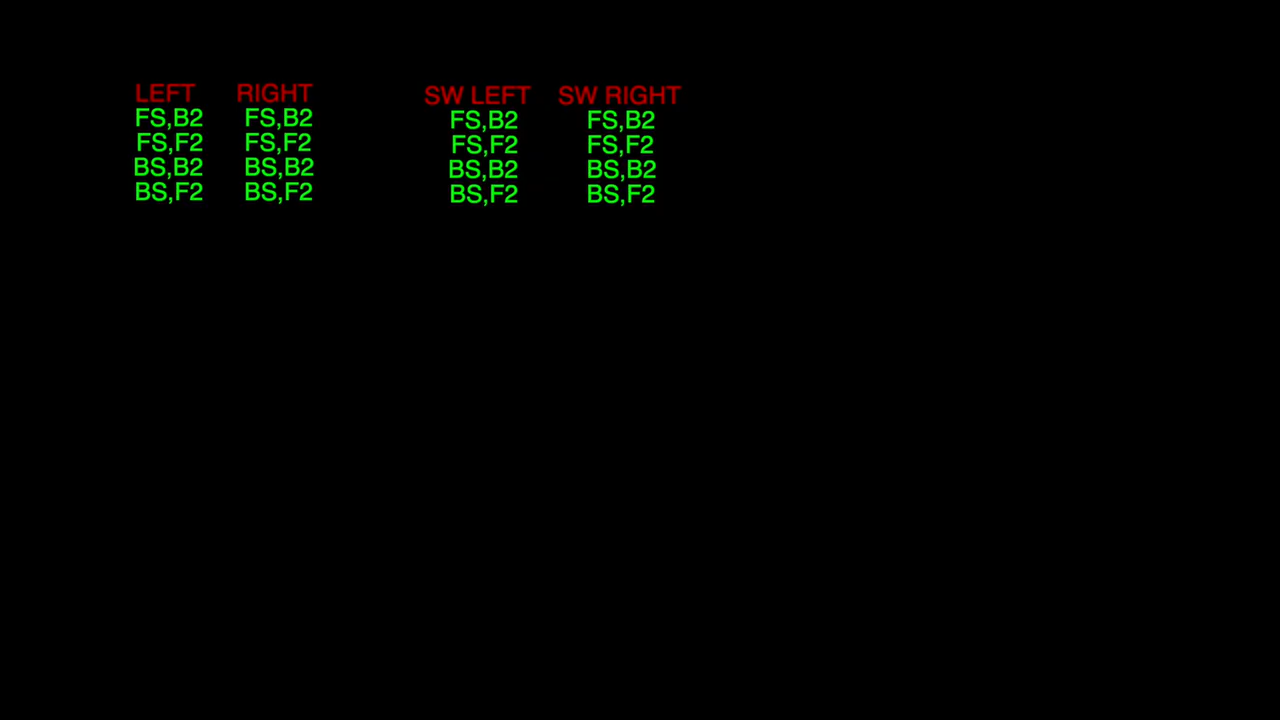 LEFT RIGHT SW LEFT SW RIGHT
FS,B2 FS,B2 FS,B2 FS,B2
FS,F2 FS,F2 FS,F2 FS,F2
BS,B2 BS,B2 BS,B2 BS,B2
BS,F2 BS,F2 BS,F2 BS,F2